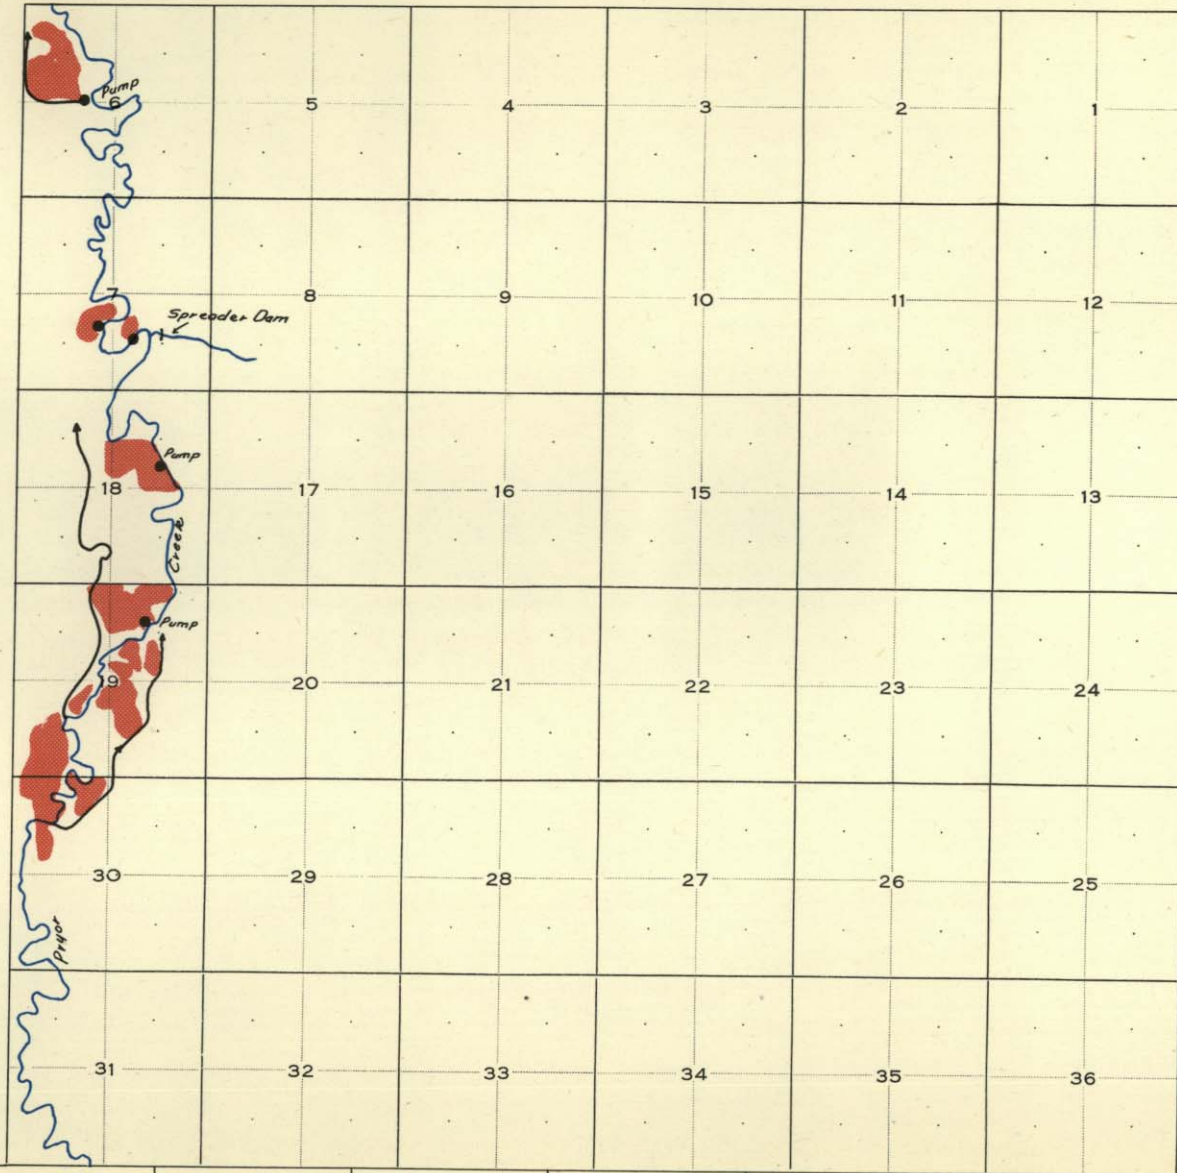 Pump
6 5 4 3 2 1
7 8 9 10 11 12
Spreader Dam
Pump
18 17 16 15 14 13
Creek
Pump
19 20 21 22 23 24
30 29 28 27 26 25
Pryor
31 32 33 34 35 36